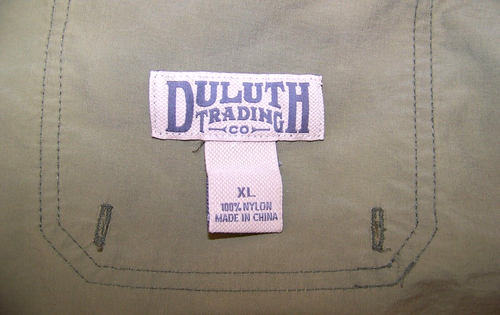 DULUTH
TRADING
CO
XL
100% NYLON
MADE IN CHINA